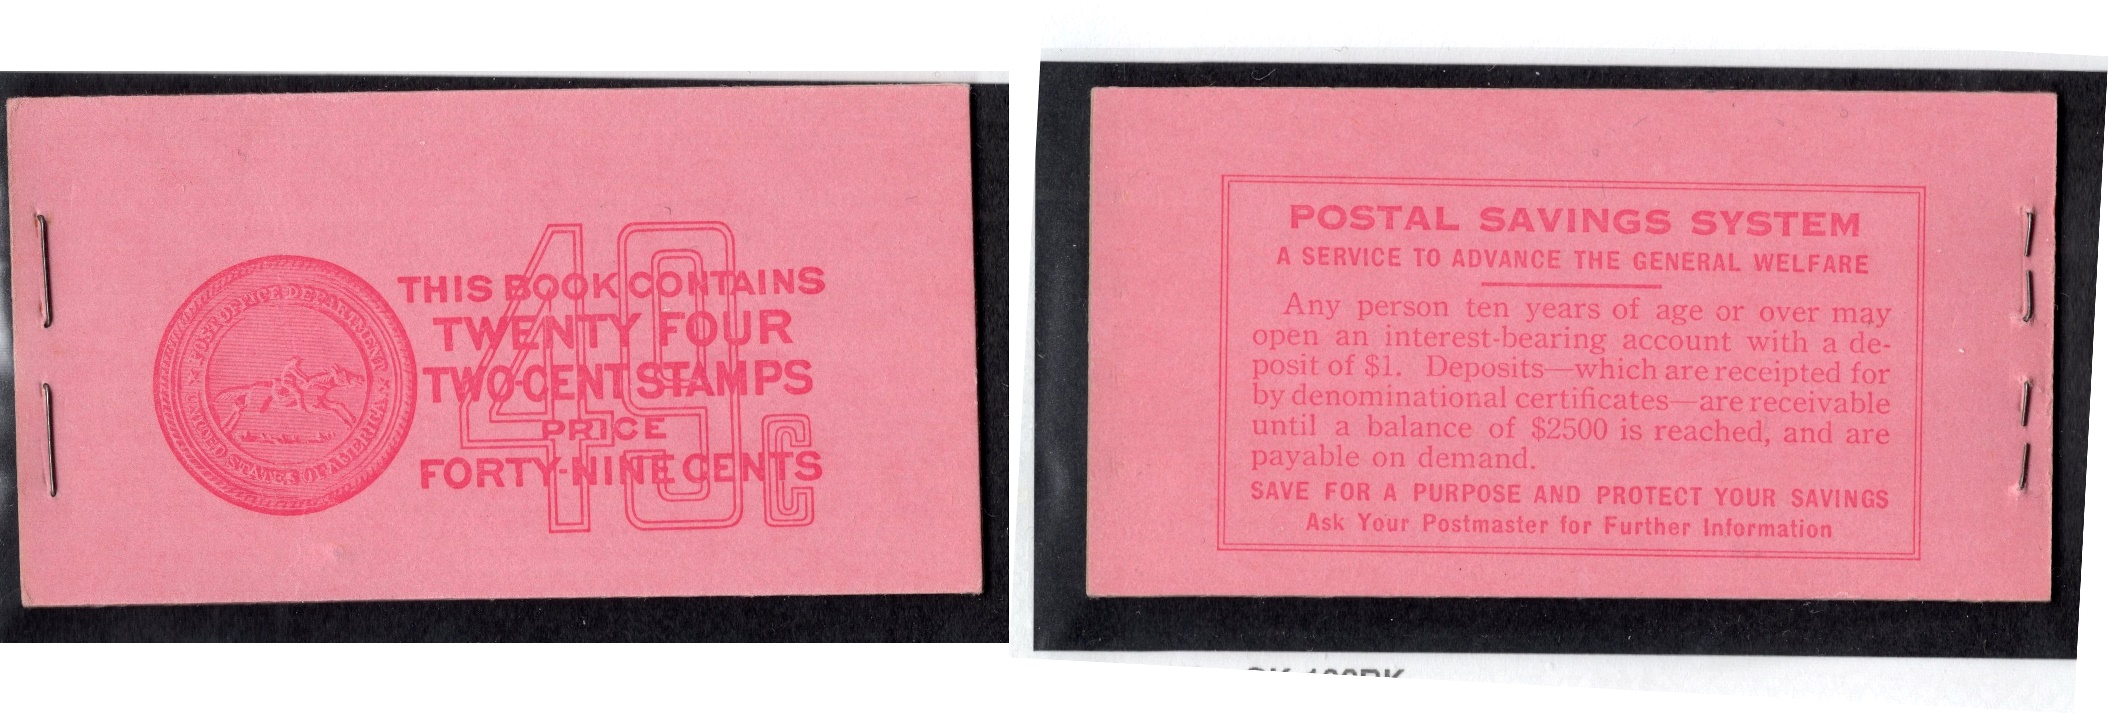 POST OFFICE DEPARTMENT
UNITED STATES OF AMERICA
49c
THIS BOOK CONTAINS
TWENTY FOUR
TWO-CENT STAMPS
PRICE
FORTY-NINE CENTS
POSTAL SAVINGS SYSTEM
A SERVICE TO ADVANCE THE GENERAL WELFARE
Any person ten years of age or over may
open an interest-bearing account with a de-
posit of $1. Deposits—which are receipted for
by denominational certificates—are receivable
until a balance of $2500 is reached, and are
payable on demand.
SAVE FOR A PURPOSE AND PROTECT YOUR SAVINGS
Ask Your Postmaster for Further Information